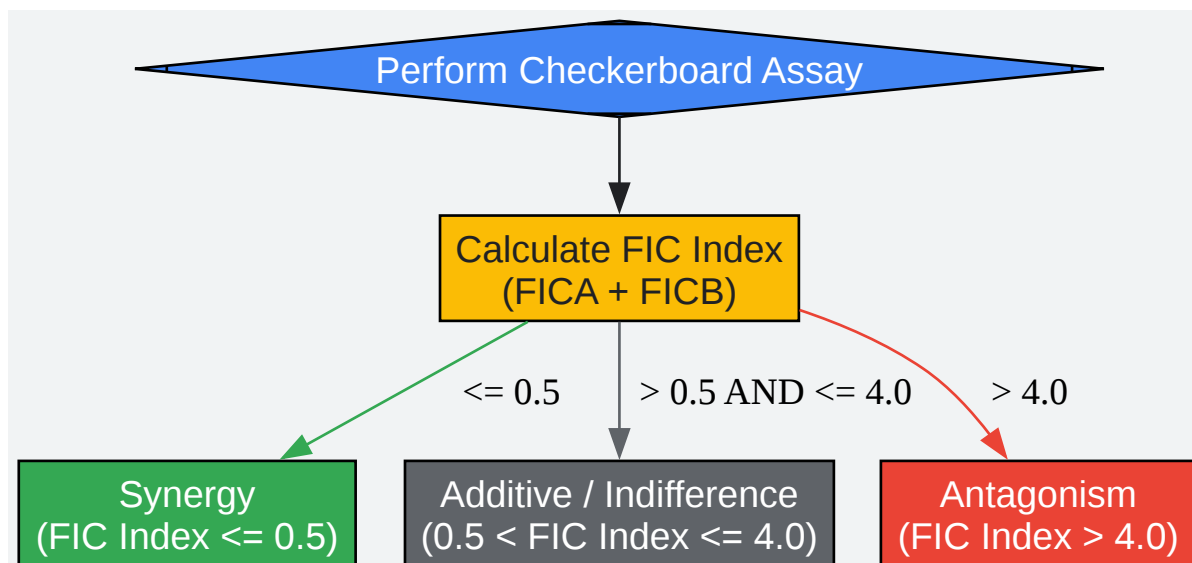 Perform Checkerboard Assay
Calculate FIC Index
(FICA + FICB)
<= 0.5
> 0.5 AND <= 4.0
> 4.0
Synergy
(FIC Index <= 0.5)
Additive / Indifference
(0.5 < FIC Index <= 4.0)
Antagonism
(FIC Index > 4.0)